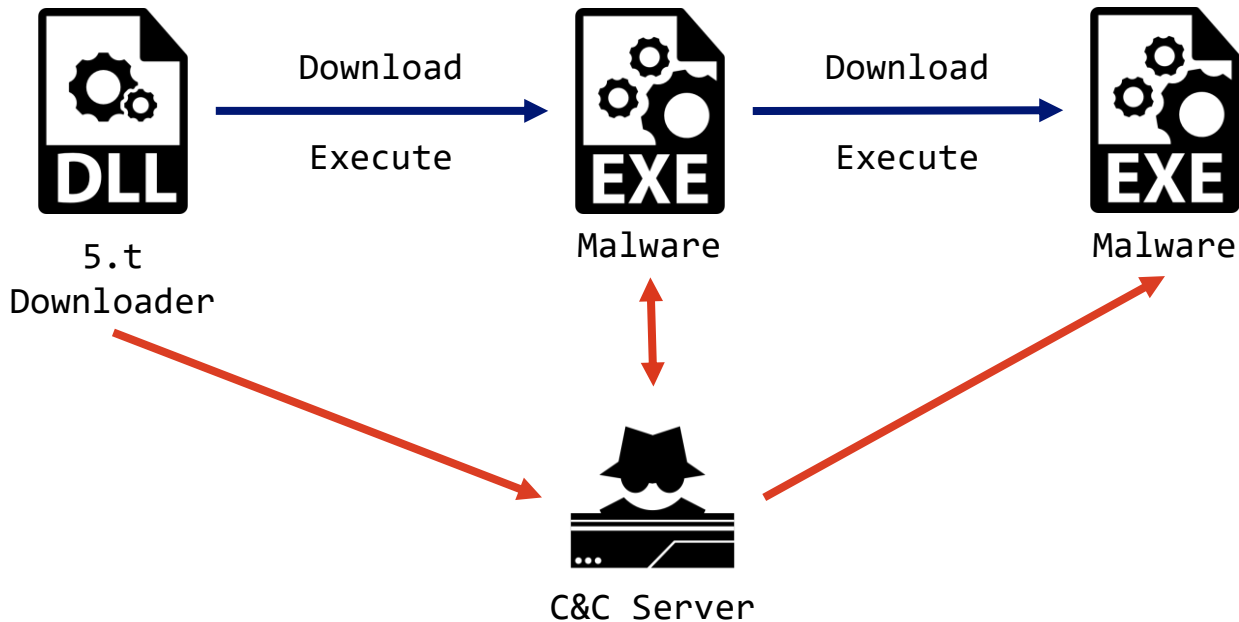 Download
Download
DLL
Execute
EXE
Execute
EXE
5.t
Downloader
Malware
Malware
C&C Server